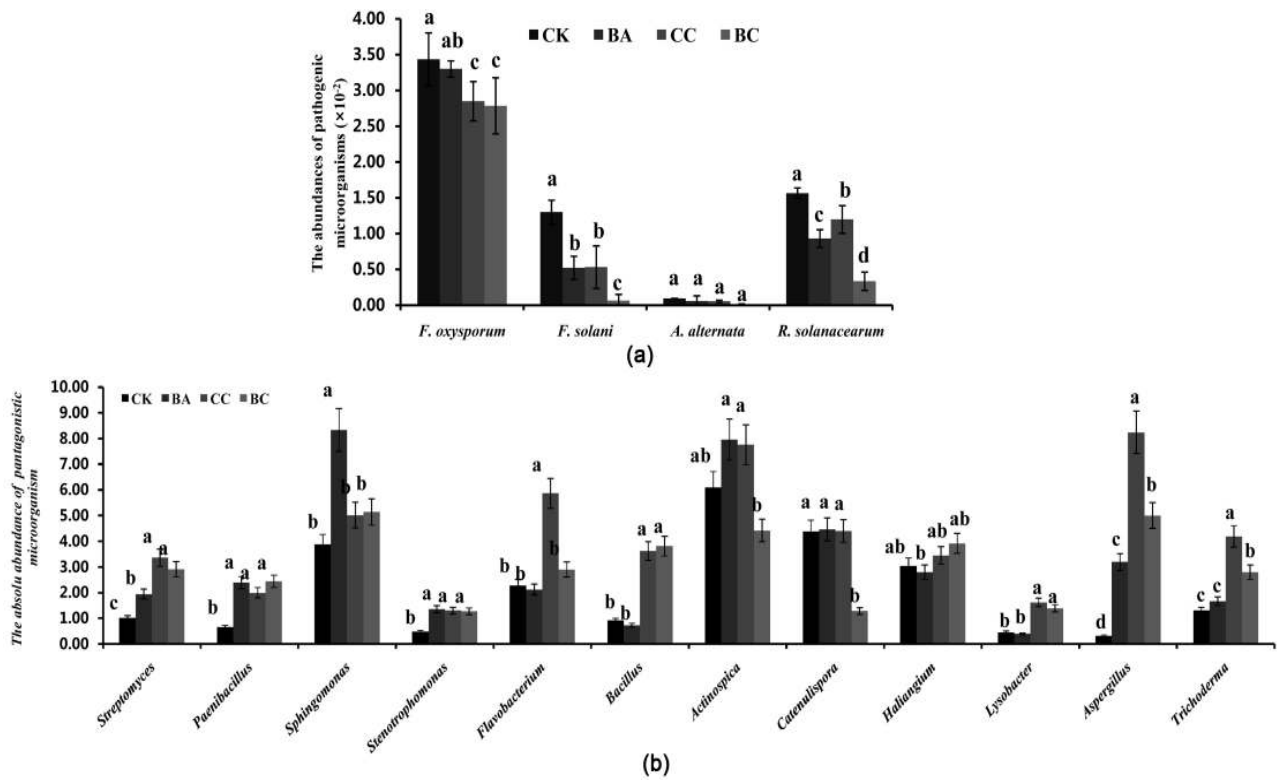 The abundances of pathogenic
microorganisms (×10⁻²)
4.00
3.50
3.00
2.50
2.00
1.50
1.00
0.50
0.00
CK BA CC BC
a ab c c
a b b c
a a a a
a c b d
F. oxysporum F. solani A. alternata R. solanacearum
(a)
The absolu abundance of pantagonistic
microorganism
10.00
9.00
8.00
7.00
6.00
5.00
4.00
3.00
2.00
1.00
0.00
CK BA CC BC
c b a a
b a a a
b a b b
b a a a
b b a b
b b a a
ab a a b
a a a b
ab b ab ab
b b a a
d c a b
c c a b
Streptomyces
Paenibacillus
Sphingomonas
Stenotrophomonas
Flavobacterium
Bacillus
Actinospica
Catenulispora
Haliangium
Lysobacter
Aspergillus
Trichoderma
(b)